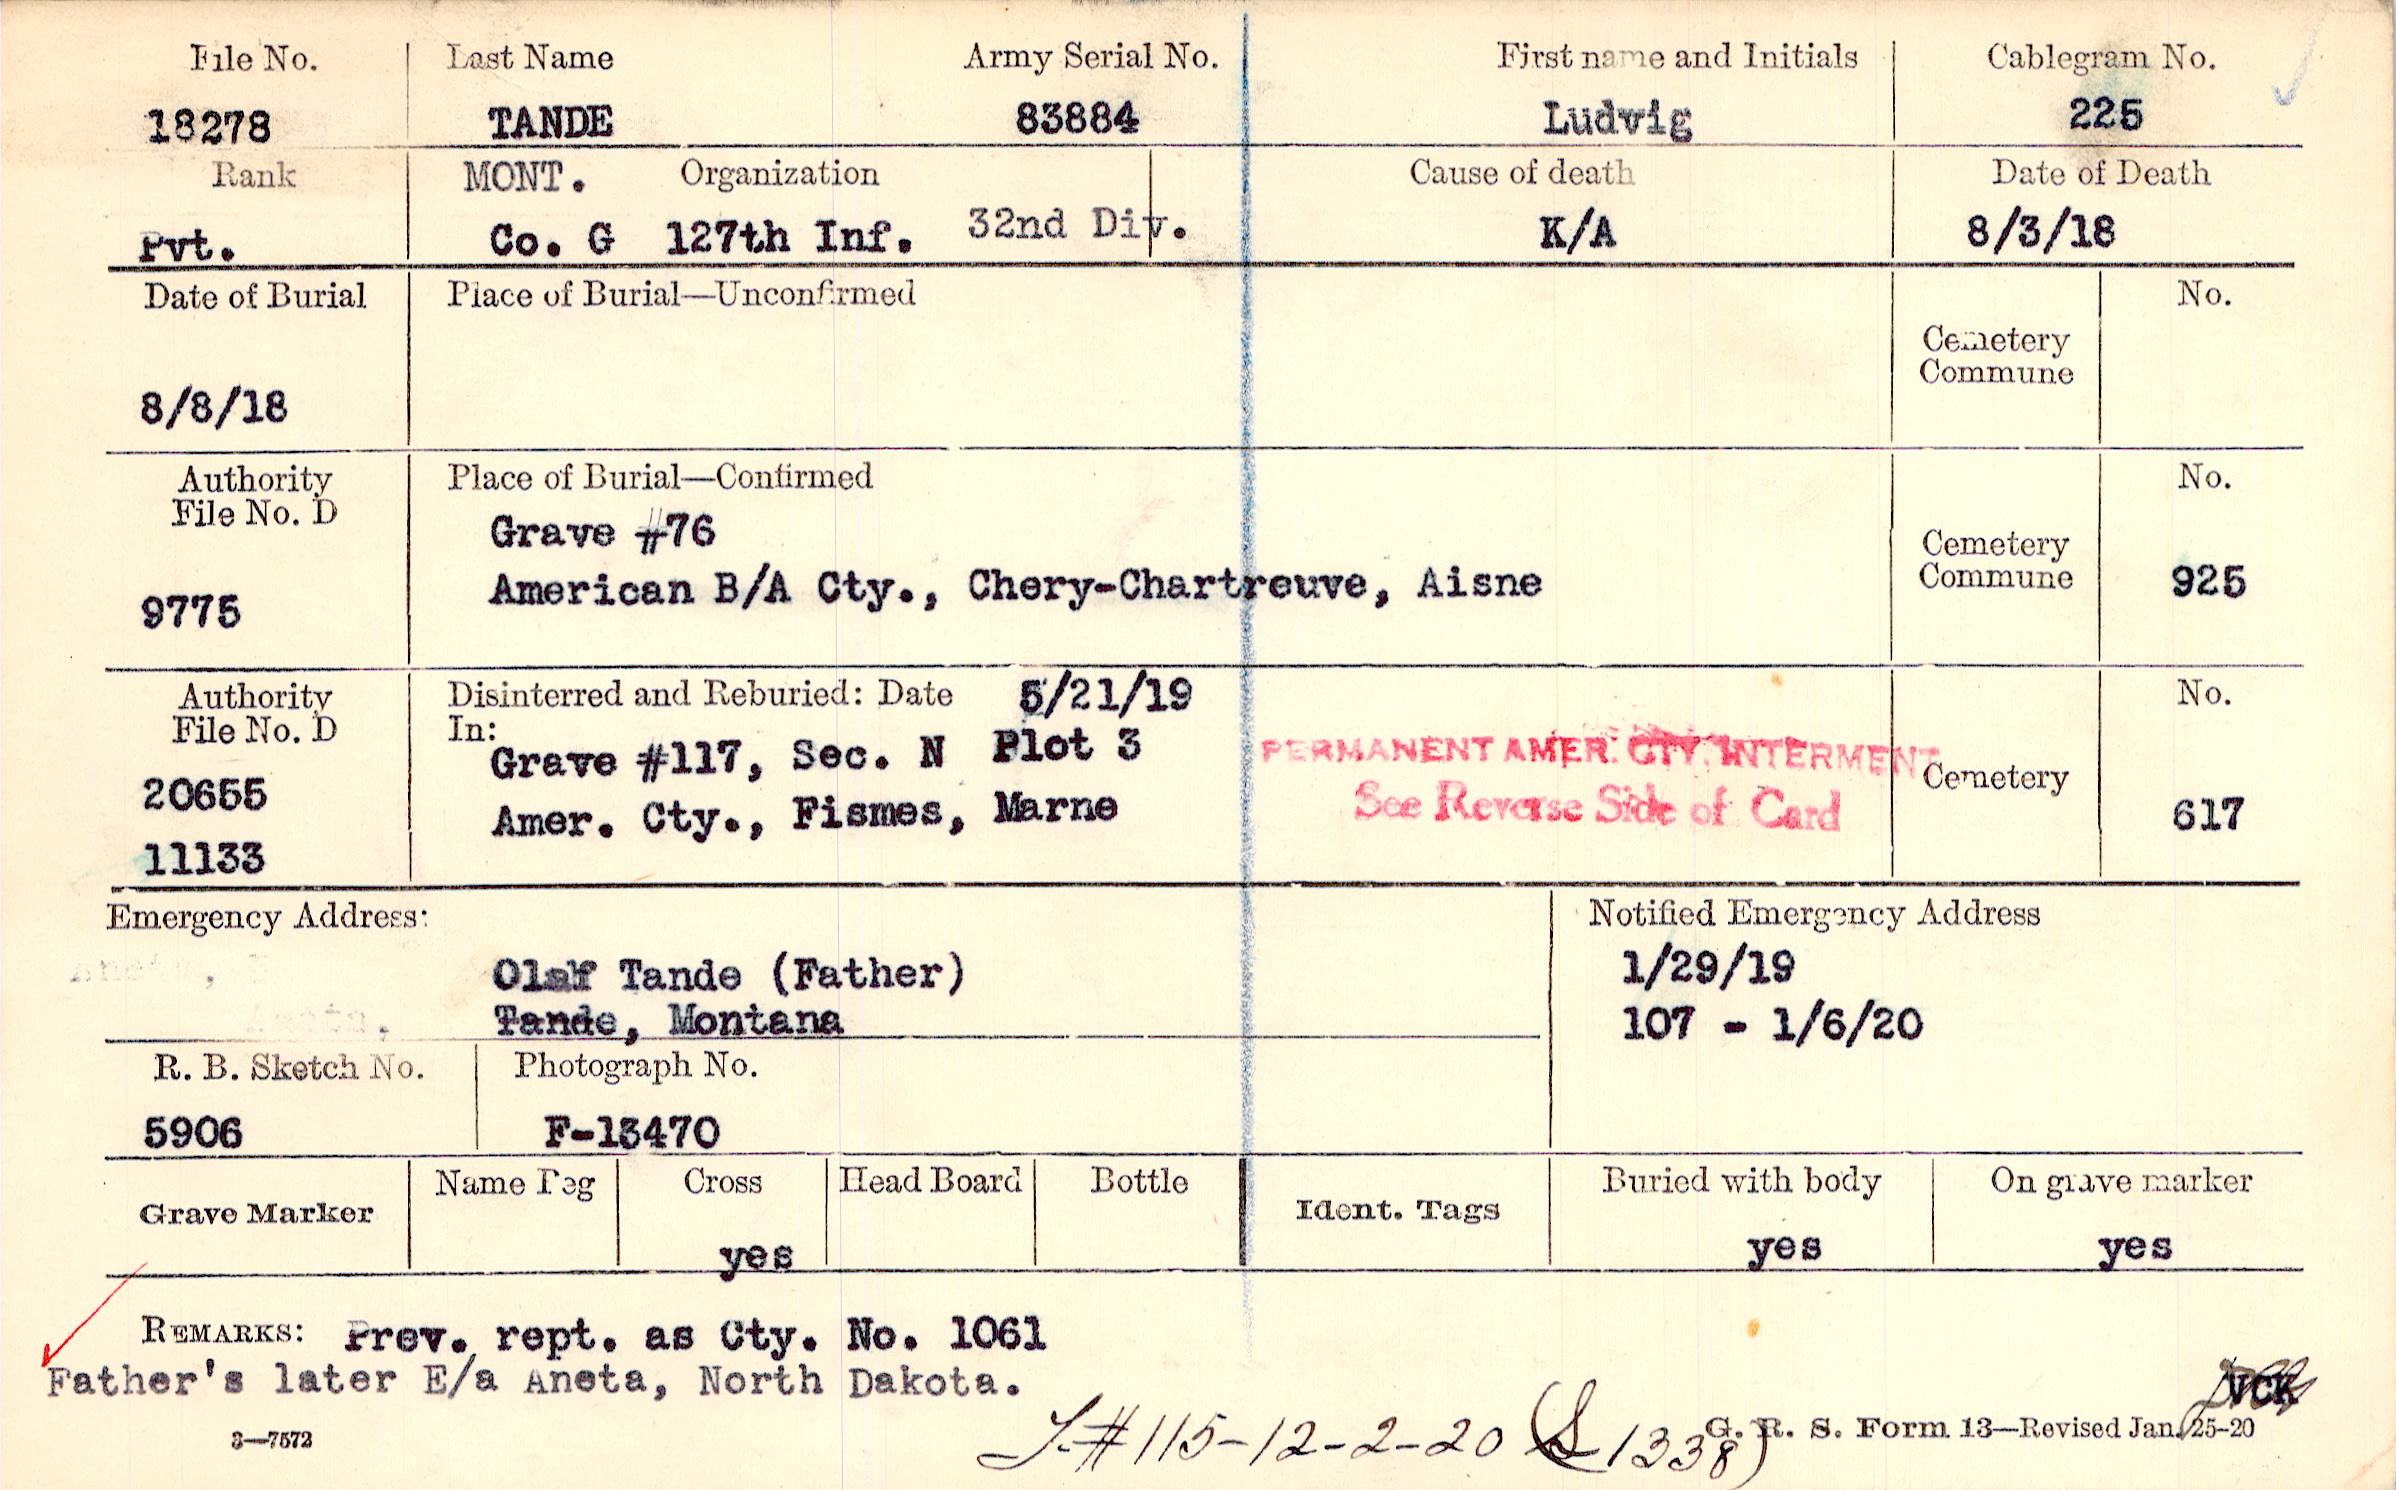 File No. Last Name Army Serial No. First name and Initials Cablegram No.
18278 TANDE 83884 Ludvig 225
Rank MONT. Organization Cause of death Date of Death
Pvt. Co. G 127th Inf. 32nd Div. K/A 8/3/18
Date of Burial Place of Burial—Unconfirmed No.
Cemetery
Commune
8/8/18
Authority Place of Burial—Confirmed No.
File No. D
Grave #76
Cemetery
American B/A Cty., Chery-Chartreuve, Aisne Commune 925
9775
Authority Disinterred and Reburied: Date 5/21/19 No.
File No. D In:
Grave #117, Sec. N Plot 3 PERMANENT AMER. CTY. INTERMENT
20655 Cemetery
Amer. Cty., Fismes, Marne See Reverse Side of Card 617
11133
Emergency Address: Notified Emergency Address
Olaf Tande (Father) 1/29/19
Tande, Montana 107 - 1/6/20
R. B. Sketch No. Photograph No.
5906 F-13470
Grave Marker Name Peg Cross Head Board Bottle Ident. Tags Buried with body On grave marker
yes yes yes
REMARKS: Prev. rept. as Cty. No. 1061
Father's later E/a Aneta, North Dakota.
3—7572 #115-12-2-20 1338) G. R. S. Form 13—Revised Jan. 25-20